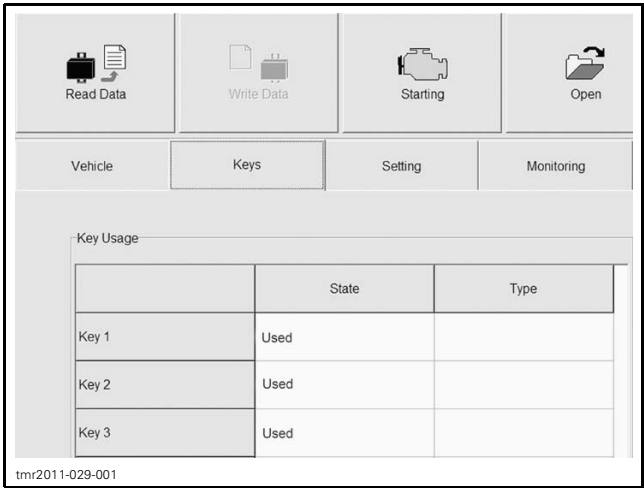 Read Data Write Data Starting Open
Vehicle Keys Setting Monitoring
Key Usage
State Type
Key 1 Used
Key 2 Used
Key 3 Used
tmr2011-029-001